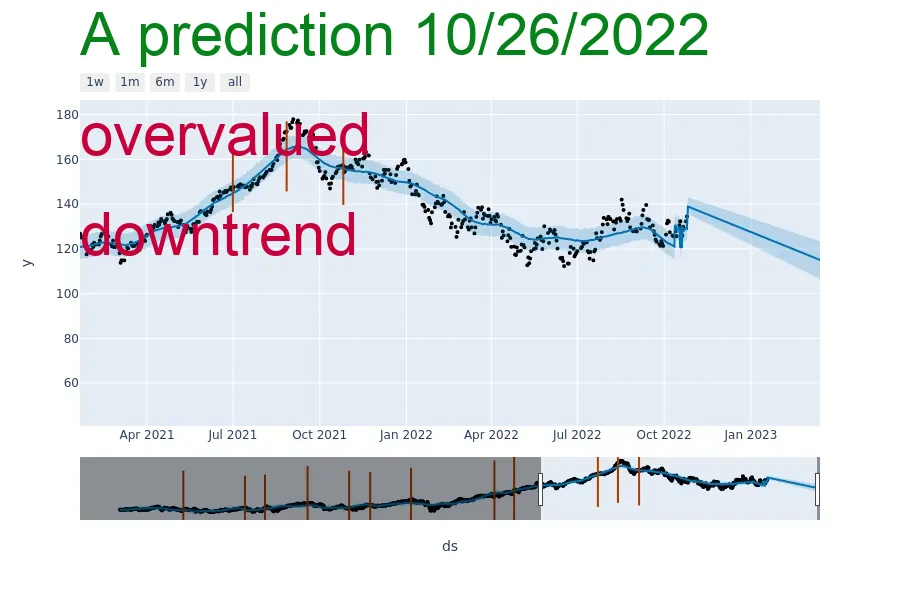 A prediction 10/26/2022
1w 1m 6m 1y all
180
overvalued
160
140
downtrend
120
y
100
80
60
Apr 2021 Jul 2021 Oct 2021 Jan 2022 Apr 2022 Jul 2022 Oct 2022 Jan 2023
ds